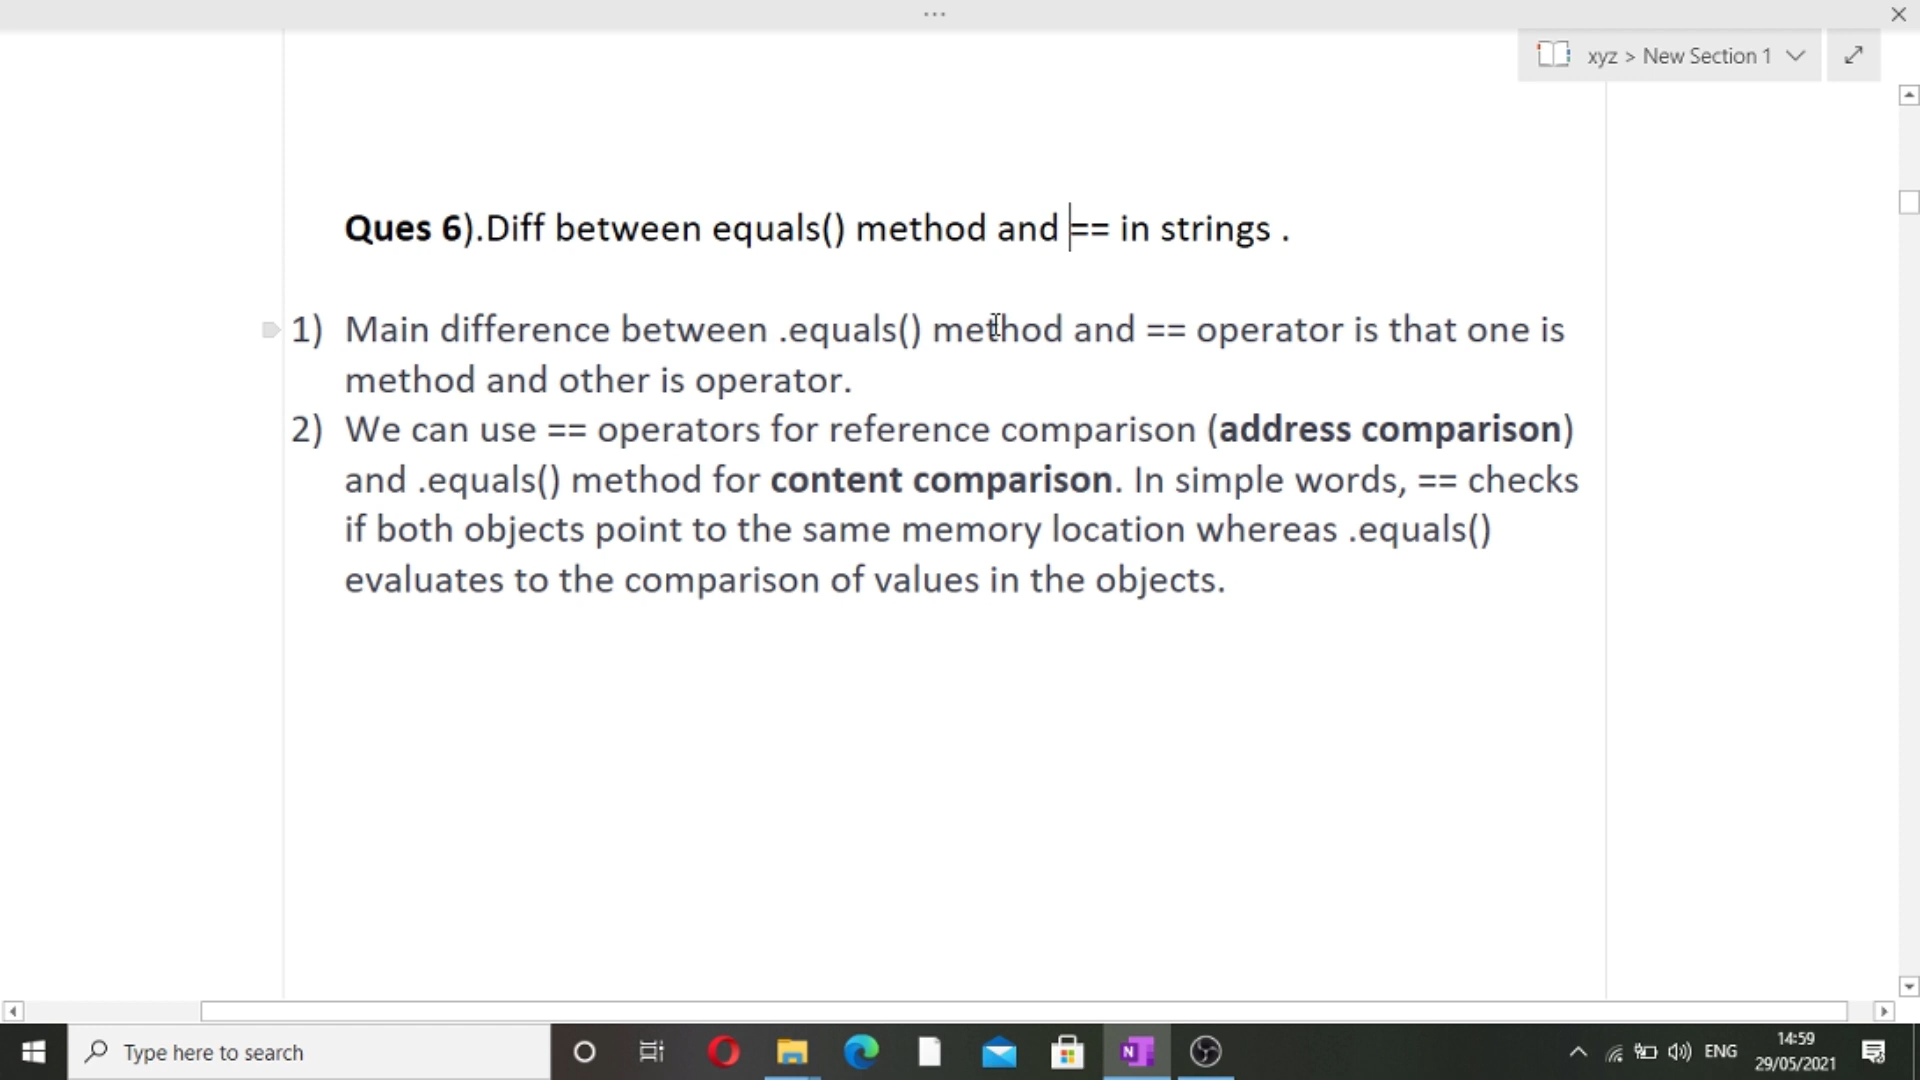 ...
xyz > New Section 1
Ques 6).Diff between equals() method and == in strings .
1) Main difference between .equals() method and == operator is that one is
method and other is operator.
2) We can use == operators for reference comparison (address comparison)
and .equals() method for content comparison. In simple words, == checks
if both objects point to the same memory location whereas .equals()
evaluates to the comparison of values in the objects.
Type here to search
N
ENG
14:59
29/05/2021